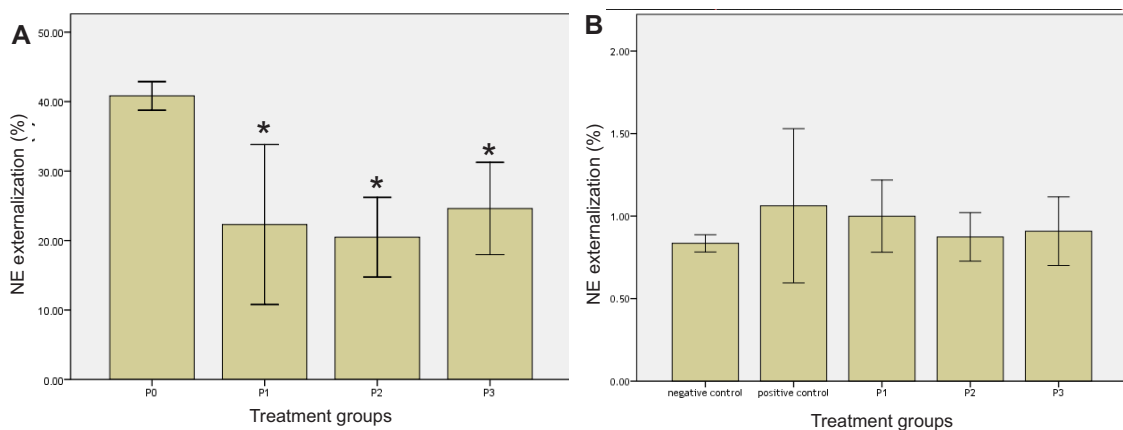 A
NE externalization (%)
50.00
40.00
30.00
20.00
10.00
0.00
*
*
*
P0
P1
P2
P3
Treatment groups
B
NE externalization (%)
2.00
1.50
1.00
0.50
0.00
negative control
positive control
P1
P2
P3
Treatment groups